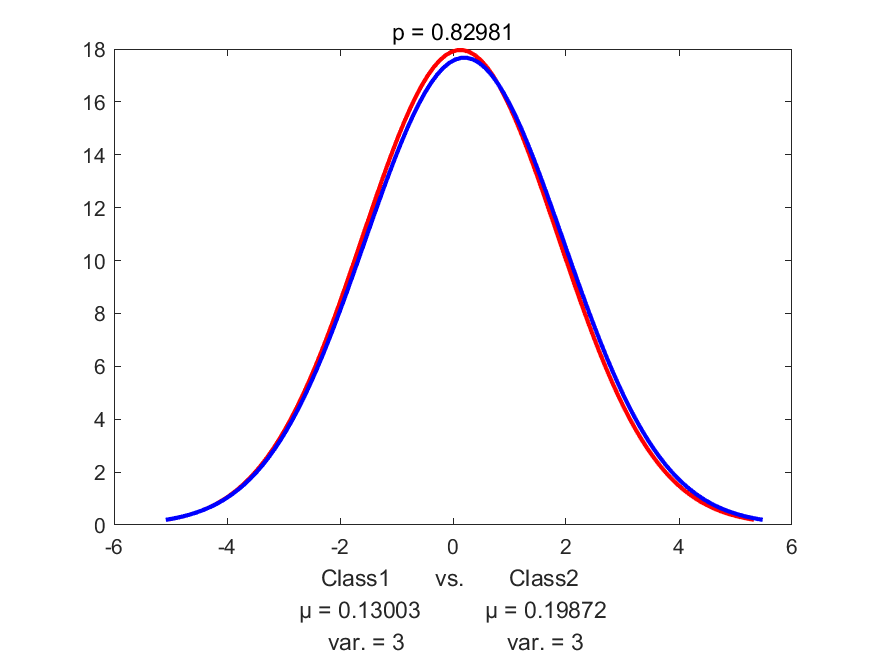 p = 0.82981
18
16
14
12
10
8
6
4
2
0
-6 -4 -2 0 2 4 6
Class1 vs. Class2
μ = 0.13003 μ = 0.19872
var. = 3 var. = 3